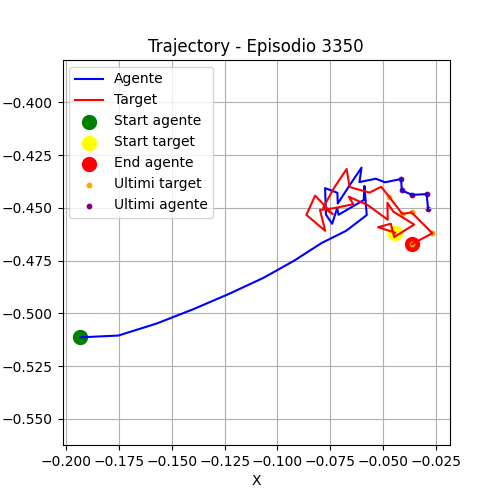 Trajectory - Episodio 3350
Agente
Target
Start agente
Start target
End agente
Ultimi target
Ultimi agente
−0.400
−0.425
−0.450
−0.475
−0.500
−0.525
−0.550
−0.200 −0.175 −0.150 −0.125 −0.100 −0.075 −0.050 −0.025
X